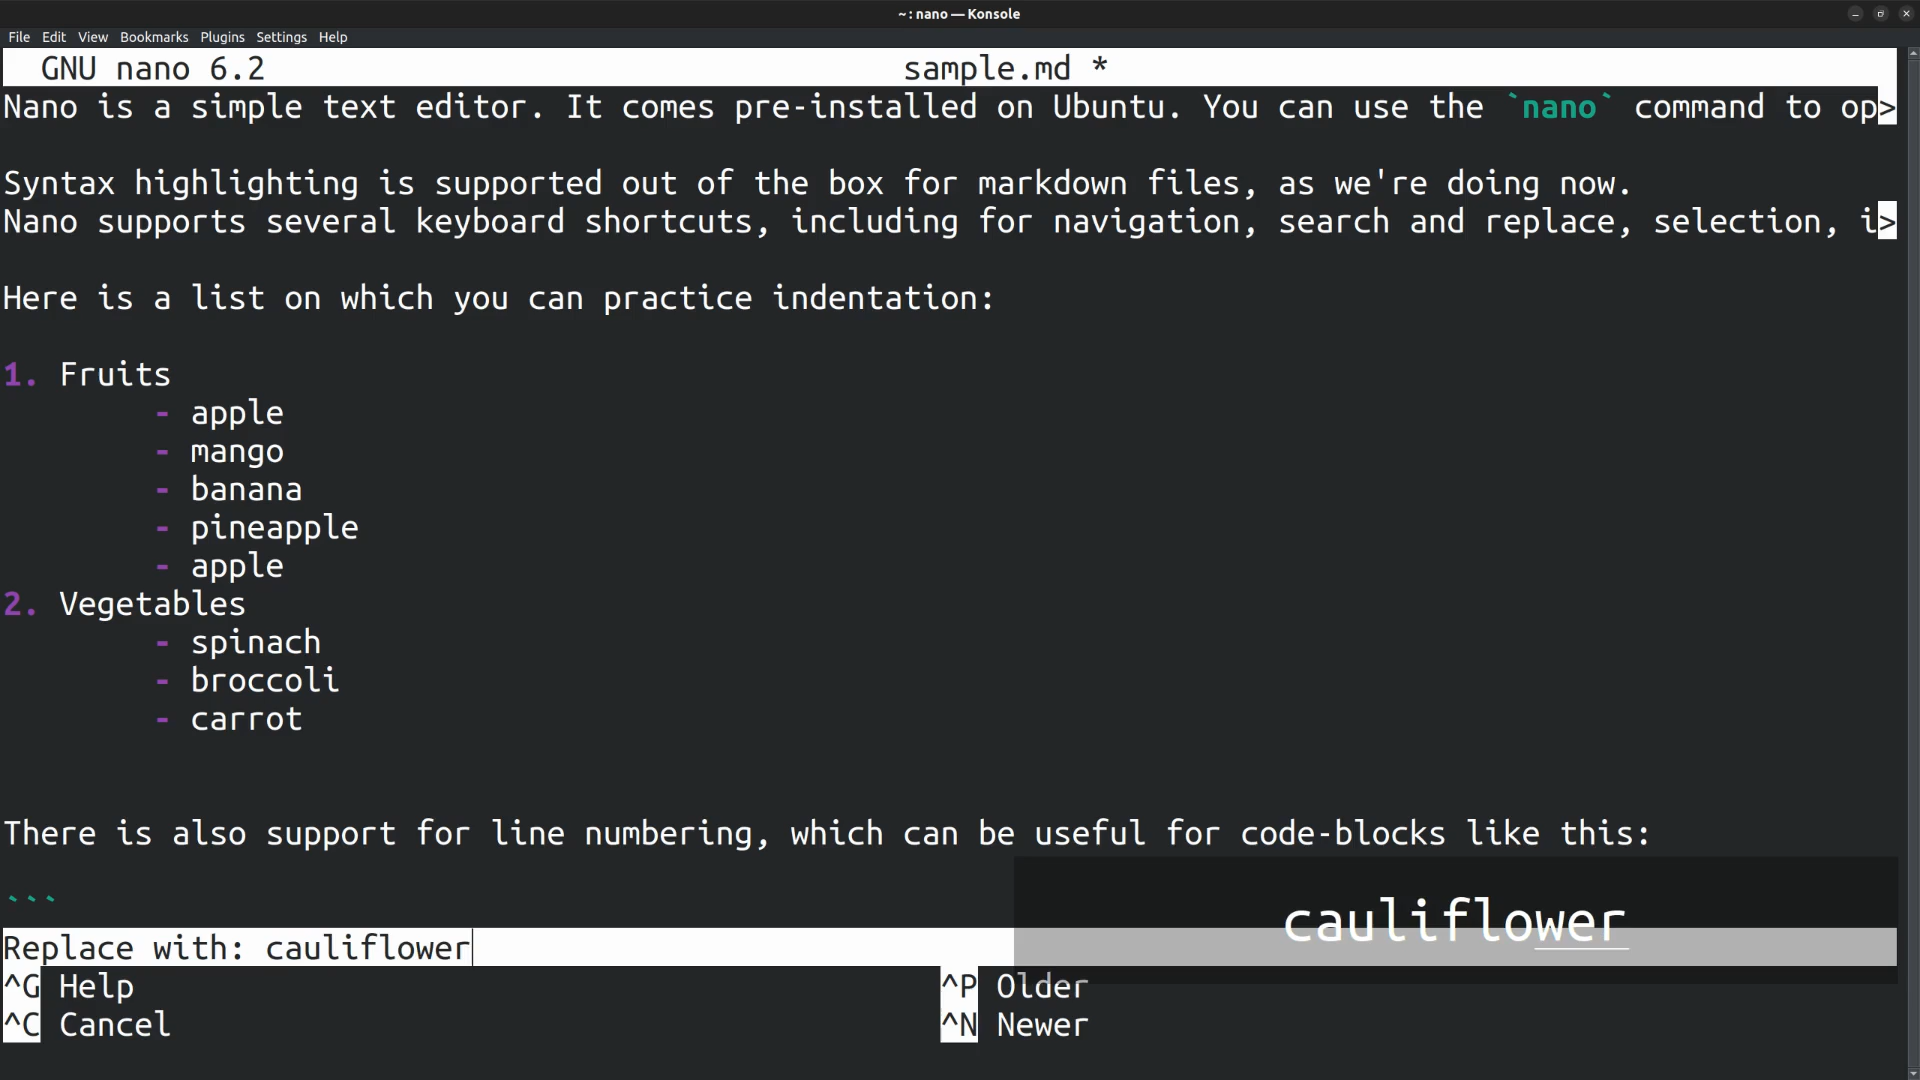 ~ : nano — Konsole
File Edit View Bookmarks Plugins Settings Help
GNU nano 6.2 sample.md *
Nano is a simple text editor. It comes pre-installed on Ubuntu. You can use the `nano` command to op>
Syntax highlighting is supported out of the box for markdown files, as we're doing now.
Nano supports several keyboard shortcuts, including for navigation, search and replace, selection, i>
Here is a list on which you can practice indentation:
1. Fruits
- apple
- mango
- banana
- pineapple
- apple
2. Vegetables
- spinach
- broccoli
- carrot
There is also support for line numbering, which can be useful for code-blocks like this:
```
cauliflower
Replace with: cauliflower
^G Help ^P Older
^C Cancel ^N Newer